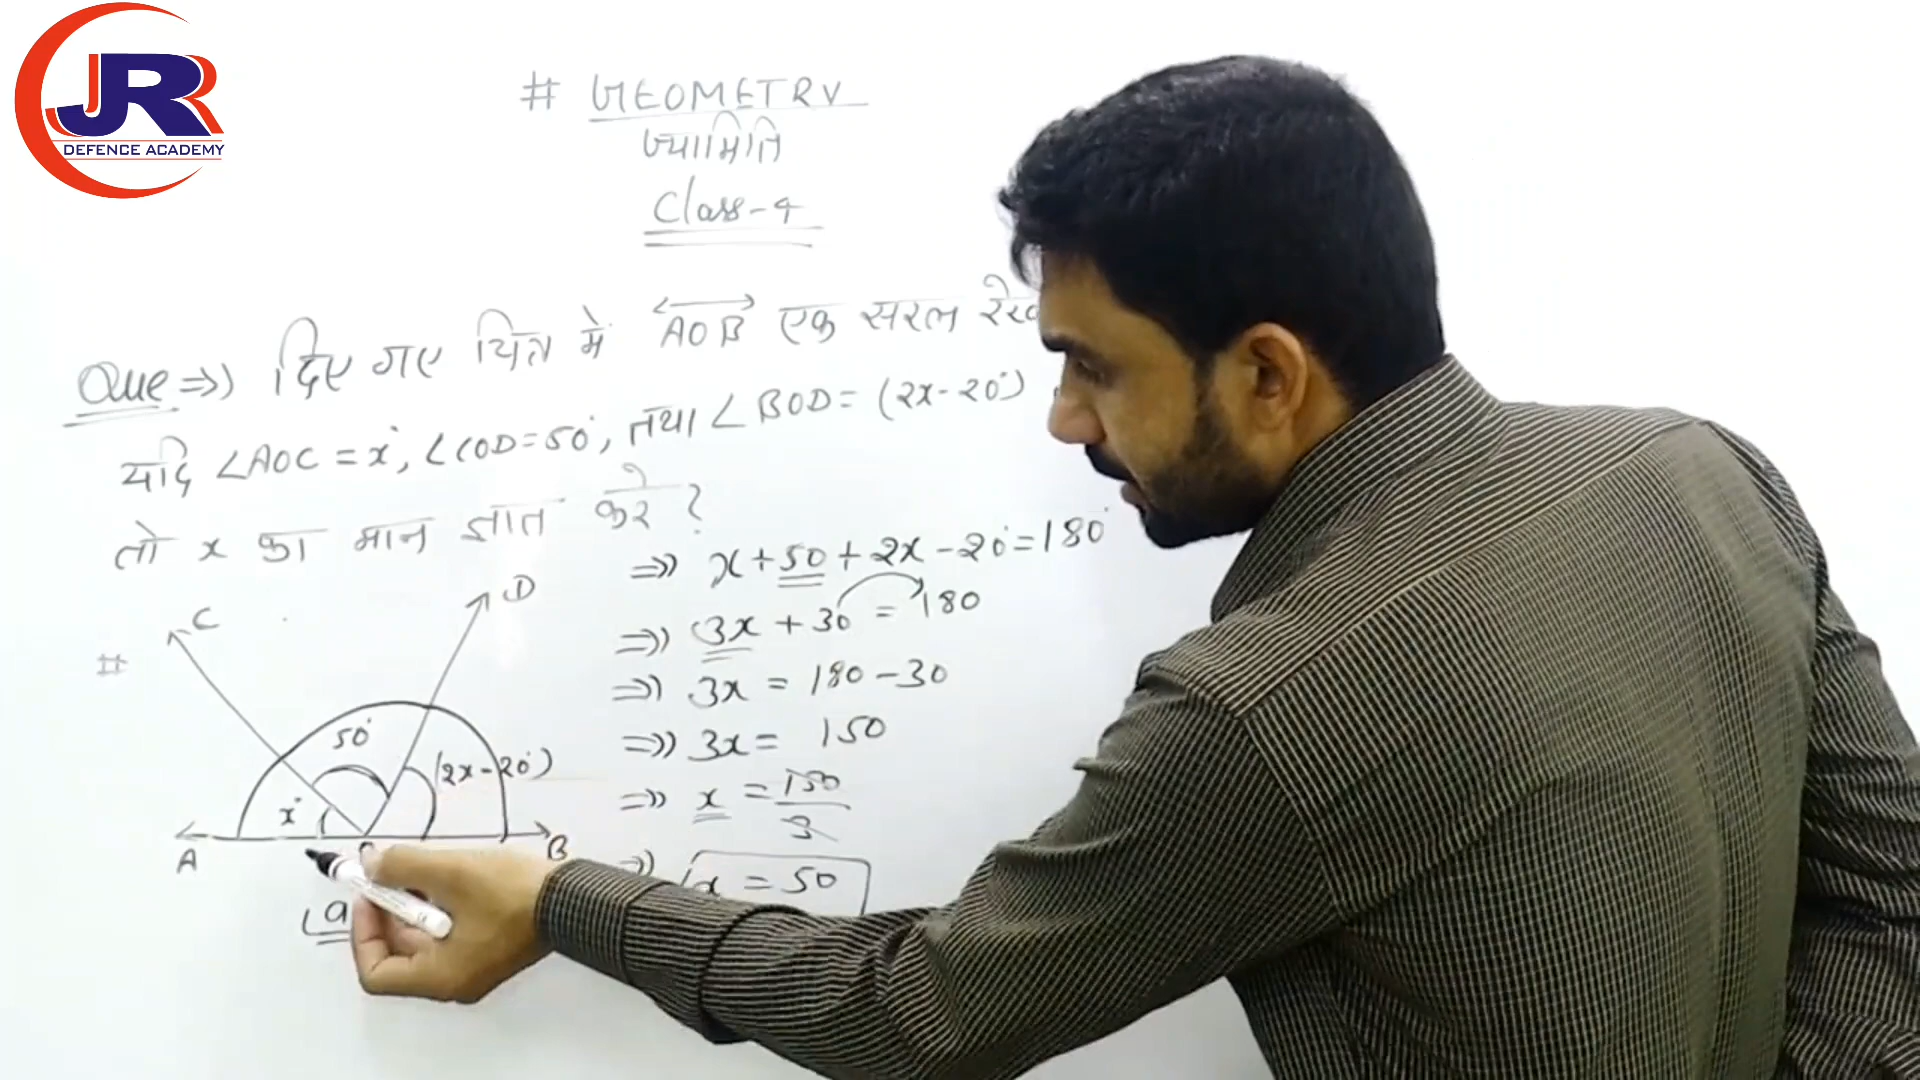 JRR
DEFENCE ACADEMY
# GEOMETRY
ज्यामिति
Class-4
Que ⇒) दिए गए चित्र मे AOB एक सरल
यदि ∠AOC = x°, ∠COD = 50°, तथा ∠BOD = (2x-20°)
तो x का मान ज्ञात करे ?
⇒) x + 50 + 2x - 20° = 180°
⇒) 3x + 30 = 180
⇒) 3x = 180 - 30
⇒) 3x = 150
⇒) x = 150/3
⇒) x = 50
#
C
D
50°
x°
(2x-20°)
A
B